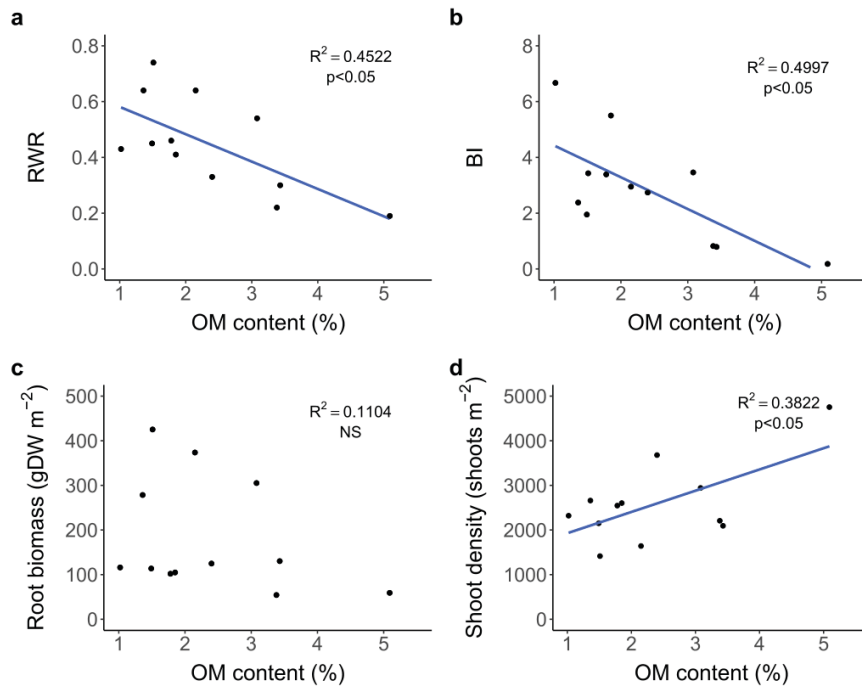 a
RWR
0.8
0.6
0.4
0.2
0.0
R² = 0.4522
p<0.05
1 2 3 4 5
OM content (%)
b
BI
8
6
4
2
0
R² = 0.4997
p<0.05
1 2 3 4 5
OM content (%)
c
Root biomass (gDW m⁻²)
500
400
300
200
100
0
R² = 0.1104
NS
1 2 3 4 5
OM content (%)
d
Shoot density (shoots m⁻²)
5000
4000
3000
2000
1000
0
R² = 0.3822
p<0.05
1 2 3 4 5
OM content (%)